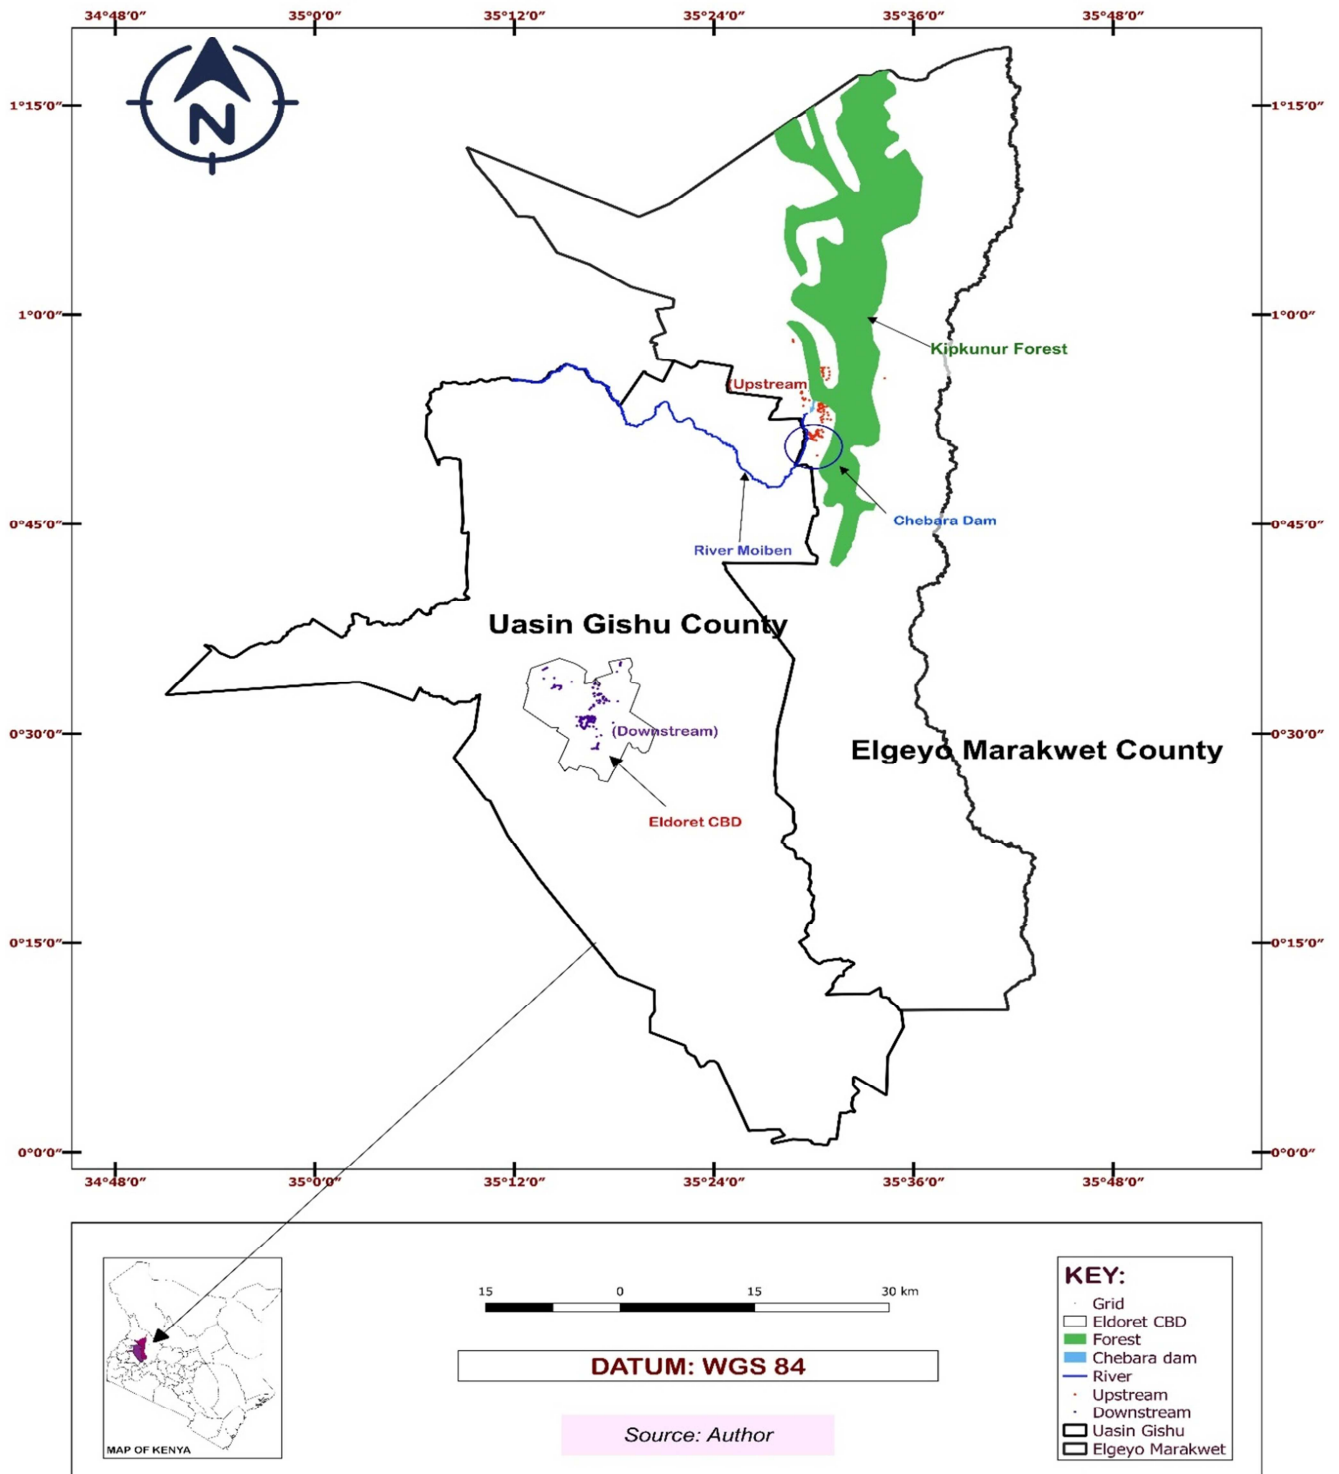 34°48′0″ 35°0′0″ 35°12′0″ 35°24′0″ 35°36′0″ 35°48′0″
N
1°15′0″ 1°15′0″
1°0′0″ 1°0′0″
Kipkunur Forest
(Upstream
0°45′0″ 0°45′0″
Chebara Dam
River Moiben
Uasin Gishu County
0°30′0″ 0°30′0″
(Downstream)
Elgeyo Marakwet County
Eldoret CBD
0°15′0″ 0°15′0″
0°0′0″ 0°0′0″
34°48′0″ 35°0′0″ 35°12′0″ 35°24′0″ 35°36′0″ 35°48′0″
MAP OF KENYA
15 0 15 30 km
DATUM: WGS 84
Source: Author
KEY:
Grid
Eldoret CBD
Forest
Chebara dam
River
Upstream
Downstream
Uasin Gishu
Elgeyo Marakwet